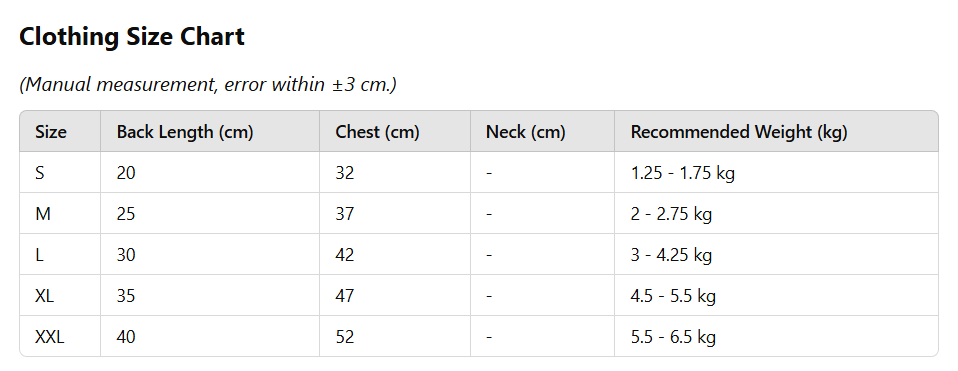 Clothing Size Chart
(Manual measurement, error within ±3 cm.)
Size Back Length (cm) Chest (cm) Neck (cm) Recommended Weight (kg)
S 20 32 - 1.25 - 1.75 kg
M 25 37 - 2 - 2.75 kg
L 30 42 - 3 - 4.25 kg
XL 35 47 - 4.5 - 5.5 kg
XXL 40 52 - 5.5 - 6.5 kg